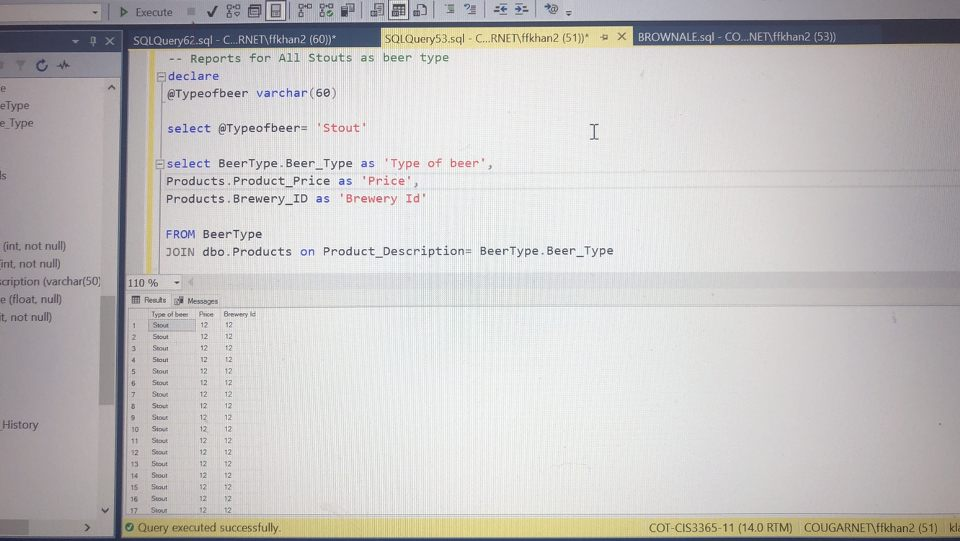 Execute
SQLQuery62.sql - C...RNET\ffkhan2 (60))*
SQLQuery53.sql - C...RNET\ffkhan2 (51))*
BROWNALE.sql - CO...NET\ffkhan2 (53))
-- Reports for All Stouts as beer type
declare
@Typeofbeer varchar(60)
select @Typeofbeer= 'Stout'
select BeerType.Beer_Type as 'Type of beer',
Products.Product_Price as 'Price',
Products.Brewery_ID as 'Brewery Id'
FROM BeerType
JOIN dbo.Products on Product_Description= BeerType.Beer_Type
e
eType
e_Type
ls
(int, not null)
int, not null)
scription (varchar(50)
e (float, null)
it, not null)
_History
110 %
Results Messages
Type of beer Price Brewery Id
1 Stout 12 12
2 Stout 12 12
3 Stout 12 12
4 Stout 12 12
5 Stout 12 12
6 Stout 12 12
7 Stout 12 12
8 Stout 12 12
9 Stout 12 12
10 Stout 12 12
11 Stout 12 12
12 Stout 12 12
13 Stout 12 12
14 Stout 12 12
15 Stout 12 12
16 Stout 12 12
17 Stout 12 12
Query executed successfully.
COT-CIS3365-11 (14.0 RTM)
COUGARNET\ffkhan2 (51)